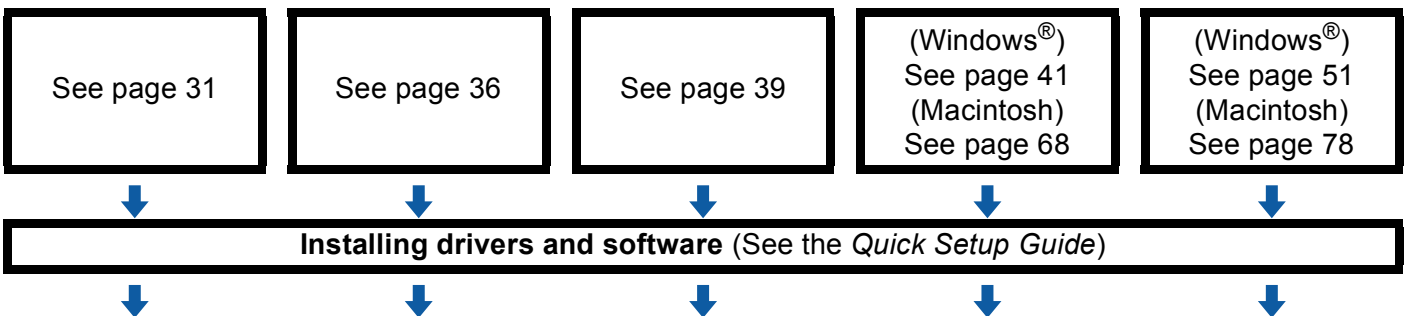 See page 31
See page 36
See page 39
(Windows®)
See page 41
(Macintosh)
See page 68
(Windows®)
See page 51
(Macintosh)
See page 78
Installing drivers and software (See the Quick Setup Guide)